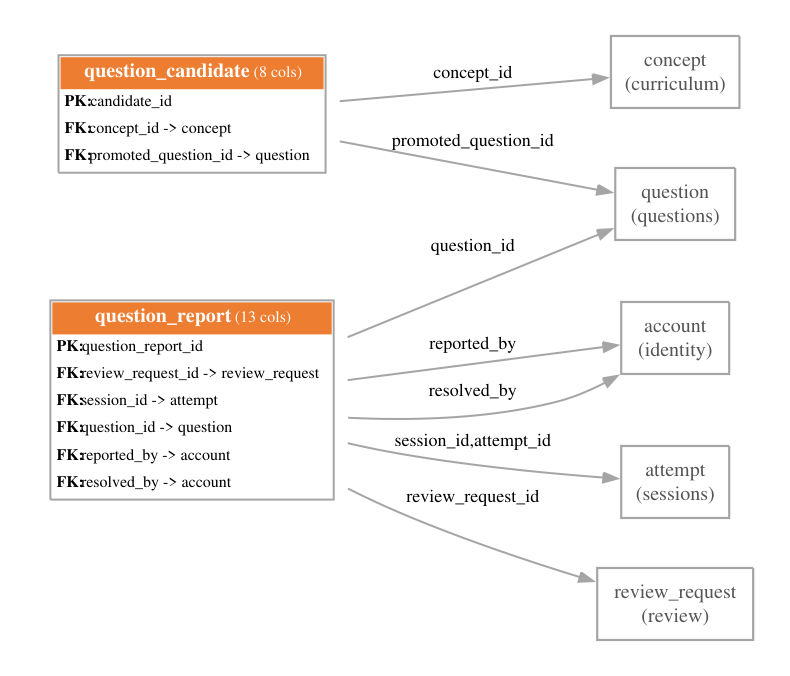 question_candidate (8 cols)
PK:candidate_id
FK:concept_id -> concept
FK:promoted_question_id -> question
concept_id
promoted_question_id
concept
(curriculum)
question
(questions)
question_id
question_report (13 cols)
PK:question_report_id
FK:review_request_id -> review_request
FK:session_id -> attempt
FK:question_id -> question
FK:reported_by -> account
FK:resolved_by -> account
reported_by
resolved_by
session_id,attempt_id
review_request_id
account
(identity)
attempt
(sessions)
review_request
(review)